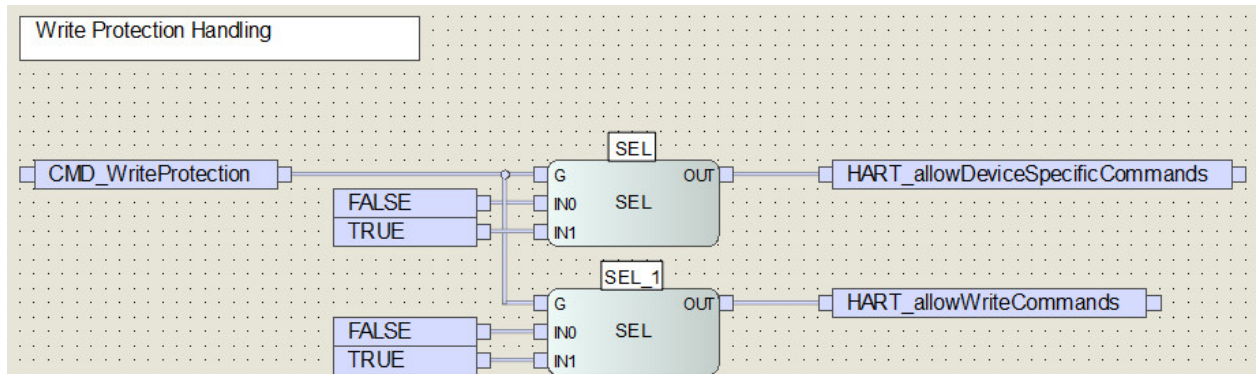 Write Protection Handling
SEL
CMD_WriteProtection
G
OUT
HART_allowDeviceSpecificCommands
FALSE
IN0
SEL
TRUE
IN1
SEL_1
G
OUT
HART_allowWriteCommands
FALSE
IN0
SEL
TRUE
IN1